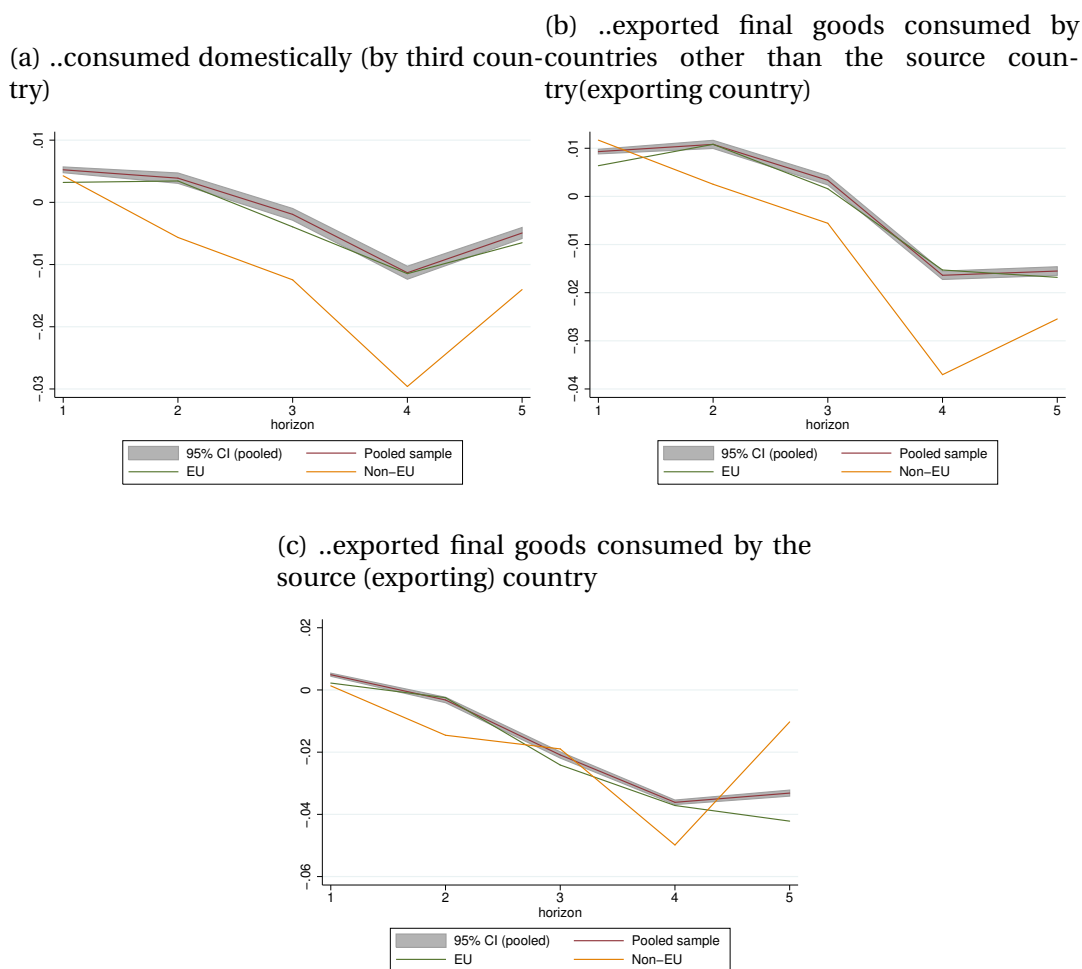 (a) ..consumed domestically (by third coun-
try)
(b) ..exported final goods consumed by
countries other than the source coun-
try(exporting country)
.01
0
-.01
-.02
-.03
1 2 3 4 5
horizon
95% CI (pooled) Pooled sample
EU Non-EU
.01
0
-.01
-.02
-.03
-.04
1 2 3 4 5
horizon
95% CI (pooled) Pooled sample
EU Non-EU
(c) ..exported final goods consumed by the
source (exporting) country
.02
0
-.02
-.04
-.06
1 2 3 4 5
horizon
95% CI (pooled) Pooled sample
EU Non-EU